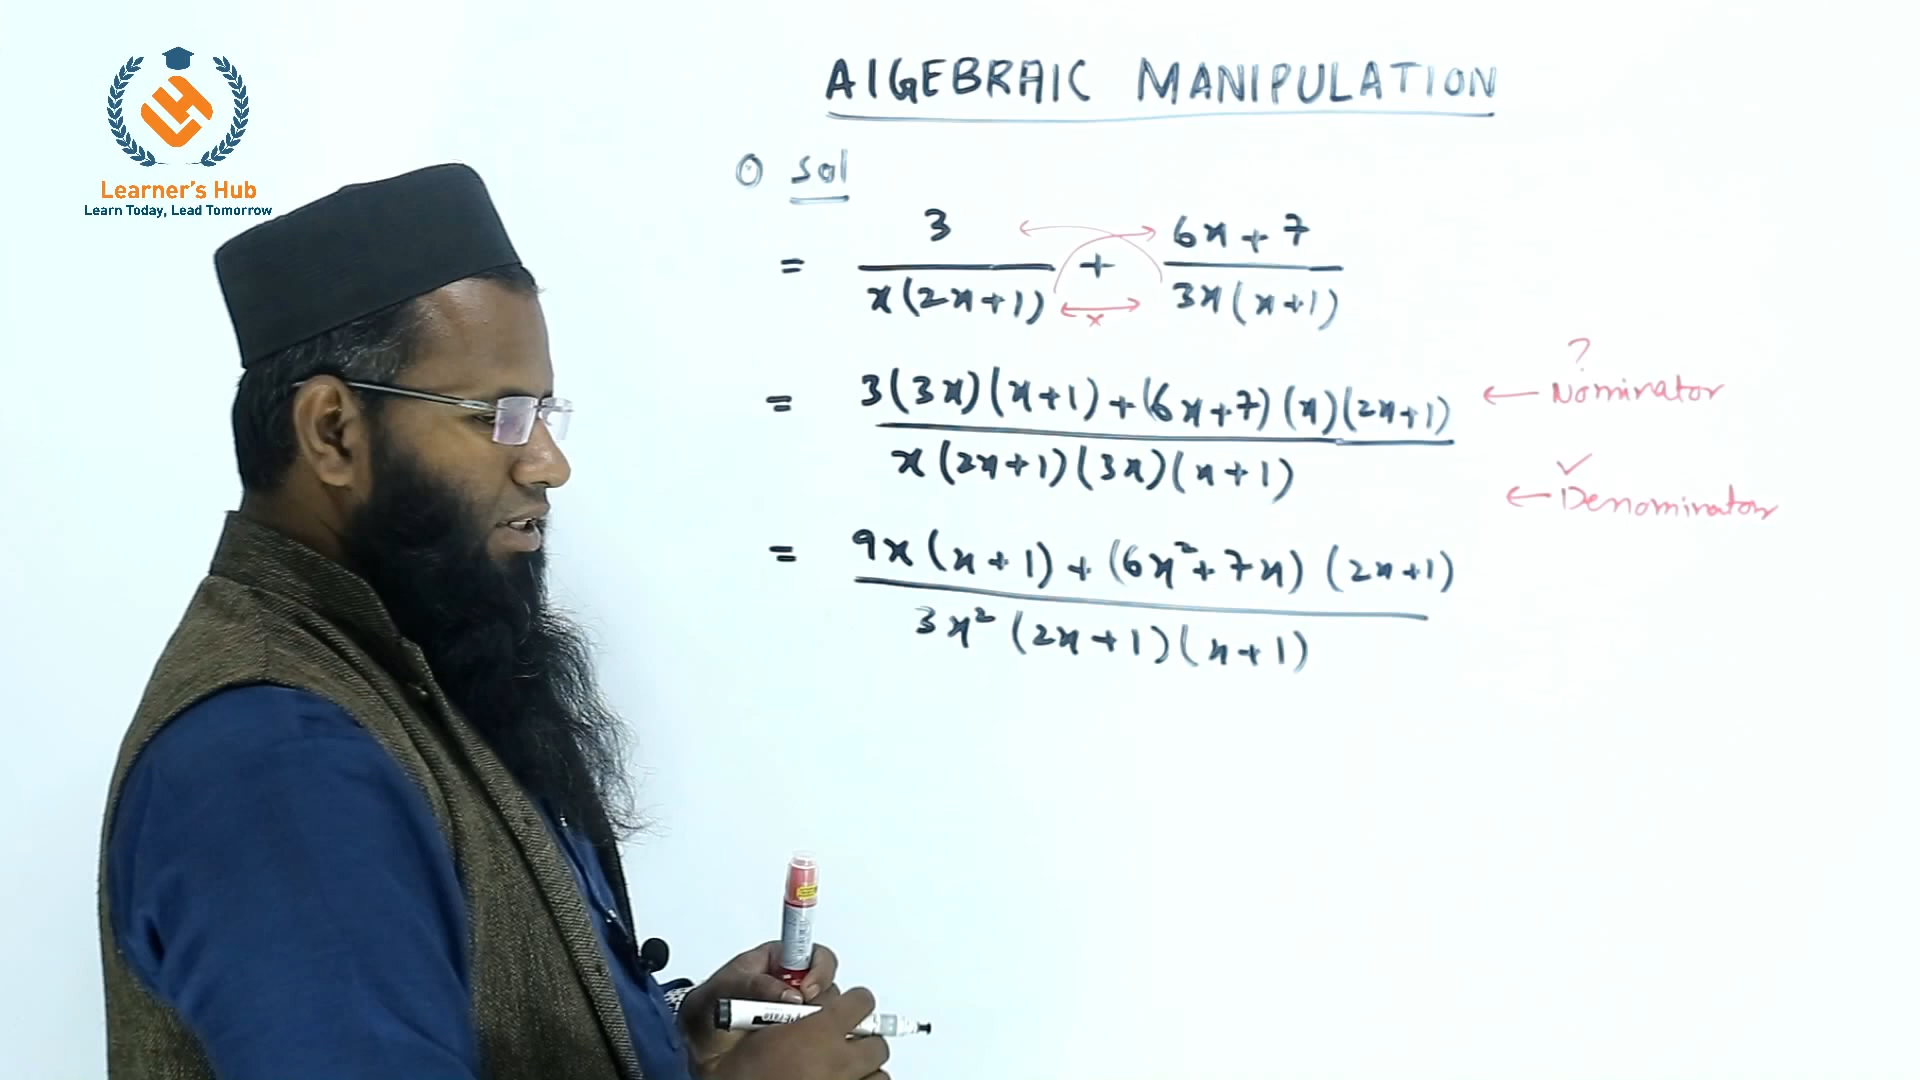 Learner's Hub
Learn Today, Lead Tomorrow
AlGEBRAIC MANIPULATION
① Sol
= 3 / x(2x+1) + 6x+7 / 3x(x+1)
x
?
= 3(3x)(x+1)+(6x+7)(x)(2x+1) / x(2x+1)(3x)(x+1)
← Nominator
✓
← Denominator
= 9x(x+1)+(6x²+7x)(2x+1) / 3x²(2x+1)(x+1)